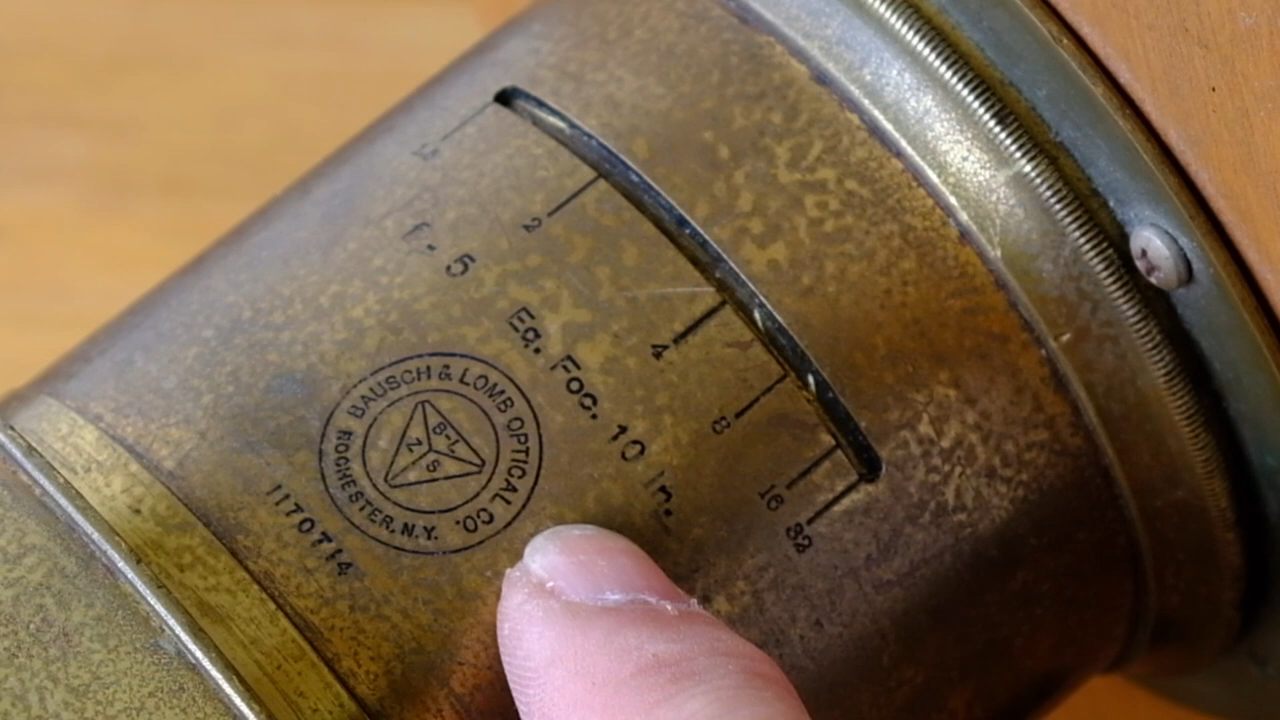 2
4
8
16
32
f- 5
Eq. Foc. 10 In.
BAUSCH & LOMB OPTICAL CO.
ROCHESTER, N.Y.
B-L
Z
S
1170714